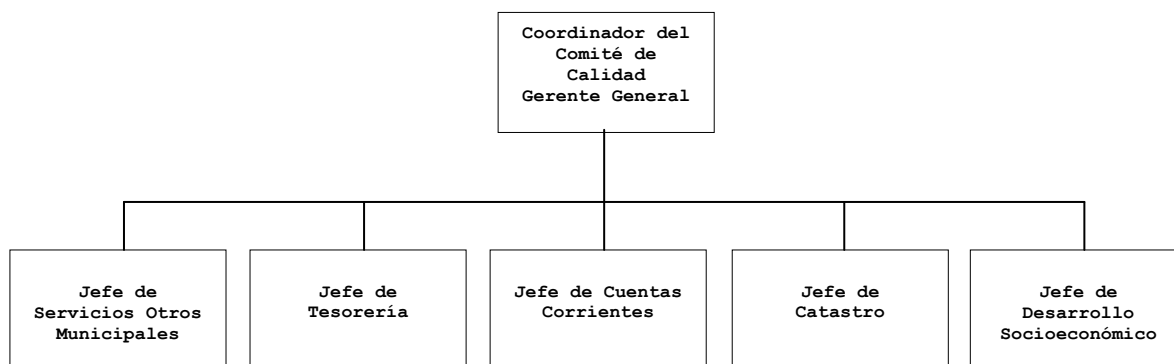 Coordinador del
Comité de
Calidad
Gerente General
Jefe de
Servicios Otros
Municipales
Jefe de
Tesorería
Jefe de Cuentas
Corrientes
Jefe de
Catastro
Jefe de
Desarrollo
Socioeconómico